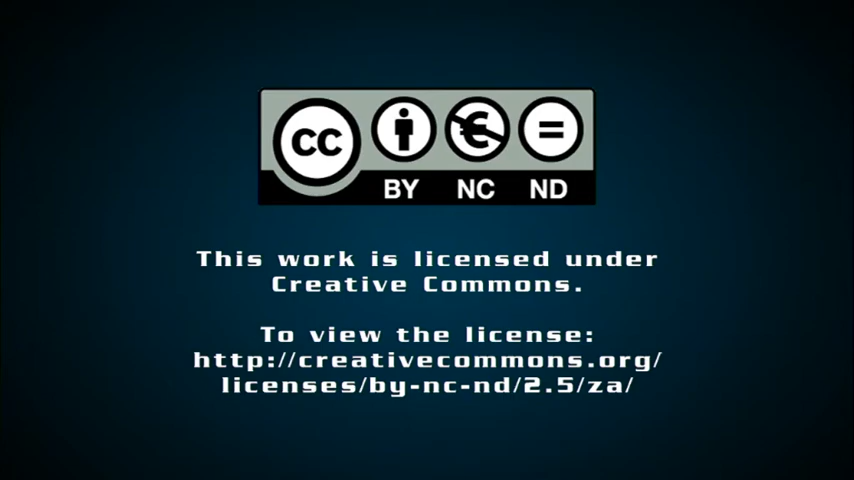 CC
BY NC ND
This work is licensed under
Creative Commons.
To view the license:
http://creativecommons.org/
licenses/by-nc-nd/2.5/za/